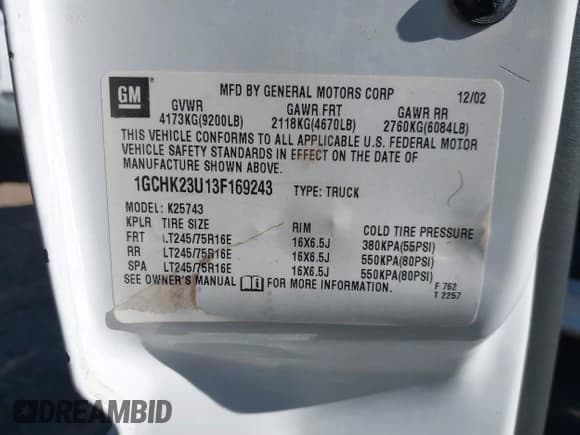 GM
MFD BY GENERAL MOTORS CORP 12/02
GVWR GAWR FRT GAWR RR
4173KG(9200LB) 2118KG(4670LB) 2760KG(6084LB)
THIS VEHICLE CONFORMS TO ALL APPLICABLE U.S. FEDERAL MOTOR
VEHICLE SAFETY STANDARDS IN EFFECT ON THE DATE OF
MANUFACTURE SHOWN ABOVE.
1GCHK23U13F169243 TYPE: TRUCK
MODEL: K25743
KPLR TIRE SIZE RIM COLD TIRE PRESSURE
FRT LT245/75R16E 16X6.5J 380KPA(55PSI)
RR LT245/75R16E 16X6.5J 550KPA(80PSI)
SPA LT245/75R16E 16X6.5J 550KPA(80PSI)
SEE OWNER'S MANUAL FOR MORE INFORMATION.
F 762
T 2257
DREAMBID